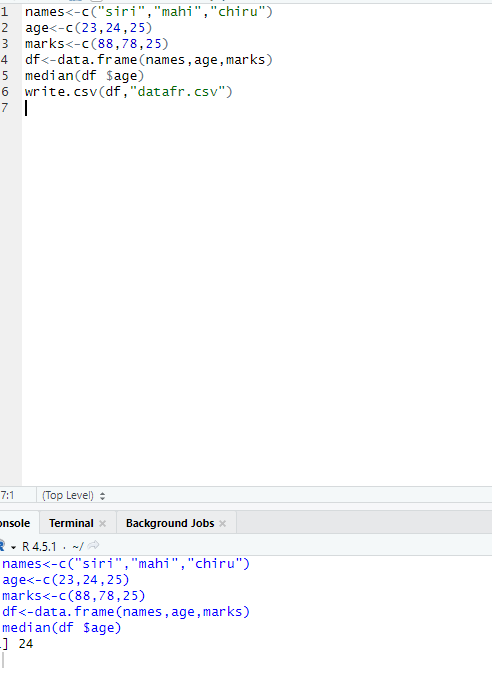 1 names<-c("siri","mahi","chiru")
2 age<-c(23,24,25)
3 marks<-c(88,78,25)
4 df<-data.frame(names,age,marks)
5 median(df $age)
6 write.csv(df,"datafr.csv")
7
7:1 (Top Level)
onsole Terminal × Background Jobs ×
R 4.5.1 · ~/
names<-c("siri","mahi","chiru")
age<-c(23,24,25)
marks<-c(88,78,25)
df<-data.frame(names,age,marks)
median(df $age)
] 24